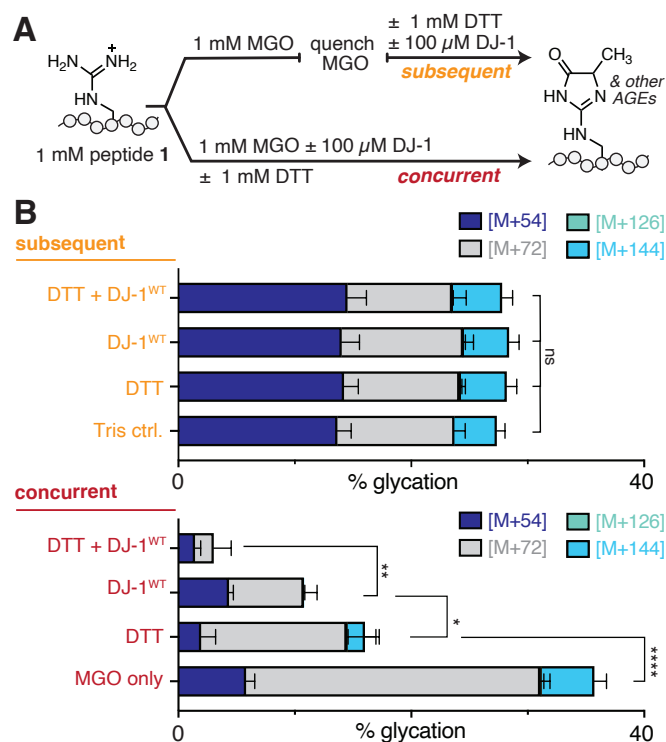 A
+
H₂N NH₂
HN
1 mM peptide 1
1 mM MGO
quench
MGO
± 1 mM DTT
± 100 µM DJ-1
subsequent
1 mM MGO ± 100 µM DJ-1
± 1 mM DTT
concurrent
O CH₃
HN N
HN
& other
AGEs
B
[M+54] [M+126]
[M+72] [M+144]
subsequent
DTT + DJ-1ᵂᵀ
DJ-1ᵂᵀ
DTT
Tris ctrl.
ns
0 40
% glycation
concurrent
[M+54] [M+126]
[M+72] [M+144]
DTT + DJ-1ᵂᵀ
DJ-1ᵂᵀ
DTT
MGO only
**
*
****
0 40
% glycation